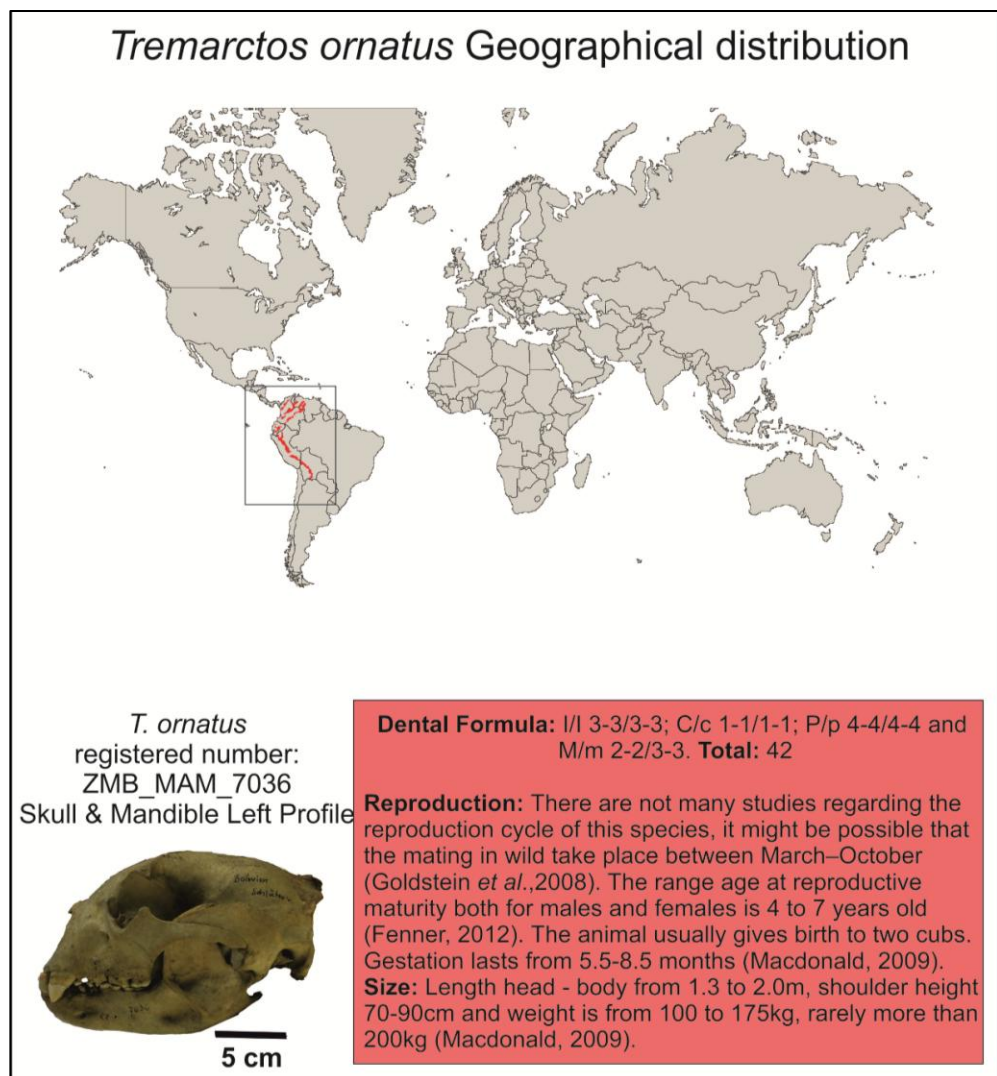 Tremarctos ornatus Geographical distribution
T. ornatus
registered number:
ZMB_MAM_7036
Skull & Mandible Left Profile
5 cm
Dental Formula: I/I 3-3/3-3; C/c 1-1/1-1; P/p 4-4/4-4 and
M/m 2-2/3-3. Total: 42
Reproduction: There are not many studies regarding the
reproduction cycle of this species, it might be possible that
the mating in wild take place between March–October
(Goldstein et al.,2008). The range age at reproductive
maturity both for males and females is 4 to 7 years old
(Fenner, 2012). The animal usually gives birth to two cubs.
Gestation lasts from 5.5-8.5 months (Macdonald, 2009).
Size: Length head - body from 1.3 to 2.0m, shoulder height
70-90cm and weight is from 100 to 175kg, rarely more than
200kg (Macdonald, 2009).